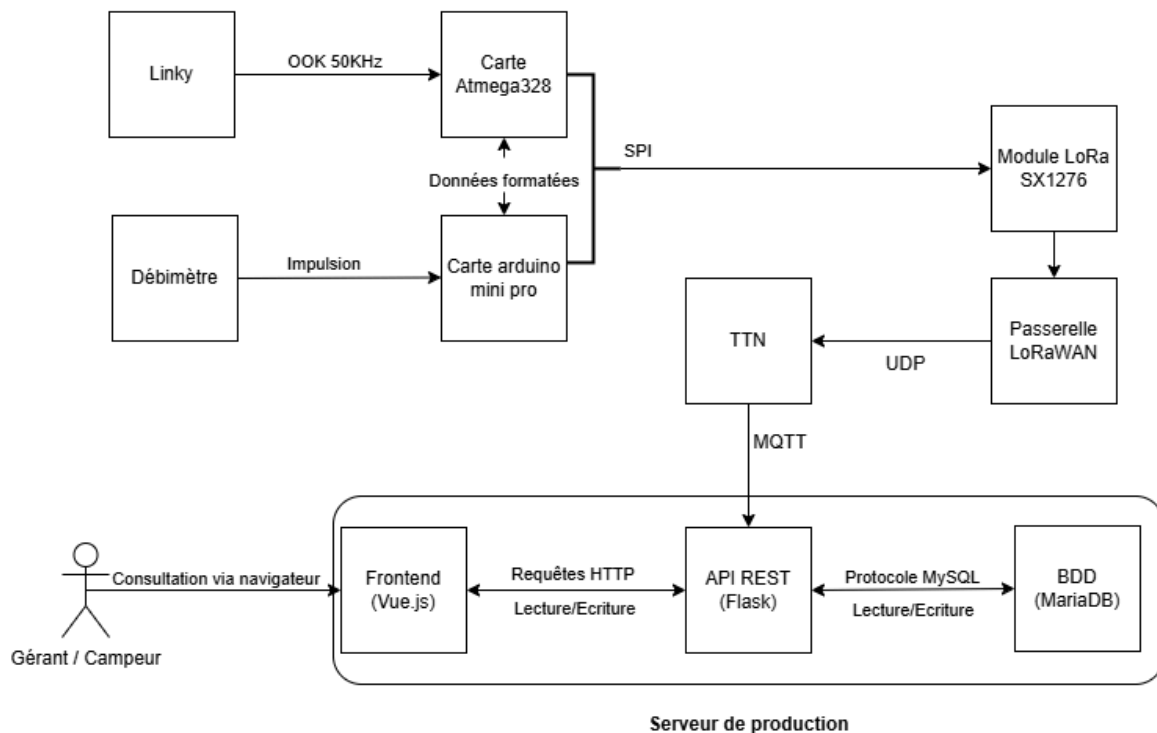 Linky
OOK 50KHz
Carte
Atmega328
SPI
Module LoRa
SX1276
Données formatées
Débimètre
Impulsion
Carte arduino
mini pro
TTN
UDP
Passerelle
LoRaWAN
MQTT
Gérant / Campeur
Consultation via navigateur
Frontend
(Vue.js)
Requêtes HTTP
Lecture/Ecriture
API REST
(Flask)
Protocole MySQL
Lecture/Ecriture
BDD
(MariaDB)
Serveur de production